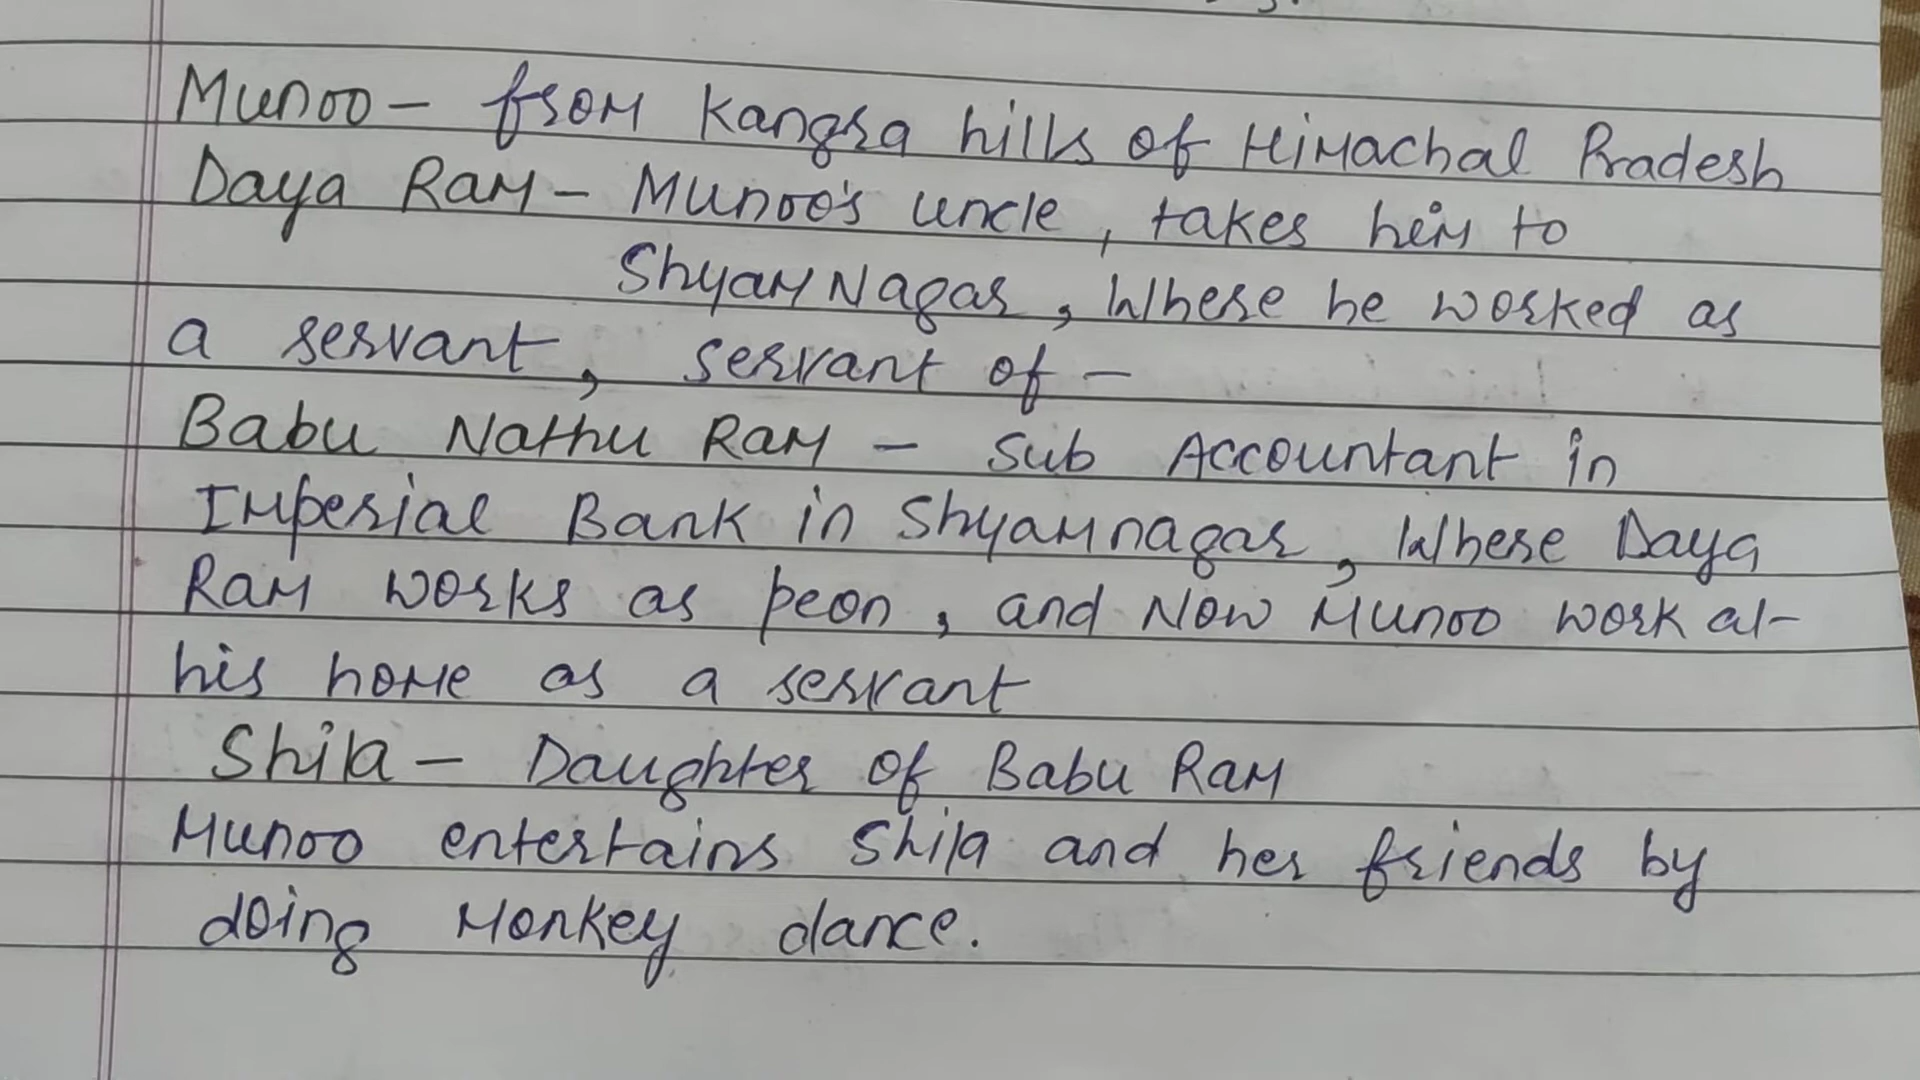 Munoo - from Kangra hills of Himachal Pradesh
Daya Ram - Munoo's uncle, takes him to
Shyam Nagar, Where he worked as
a servant, servant of -
Babu Nathu Ram - Sub Accountant in
Imperial Bank in Shyamnagar, Where Daya
Ram works as peon, and Now Munoo work at
his home as a servant
Shila - Daughter of Babu Ram
Munoo entertains Shila and her friends by
doing Monkey dance.